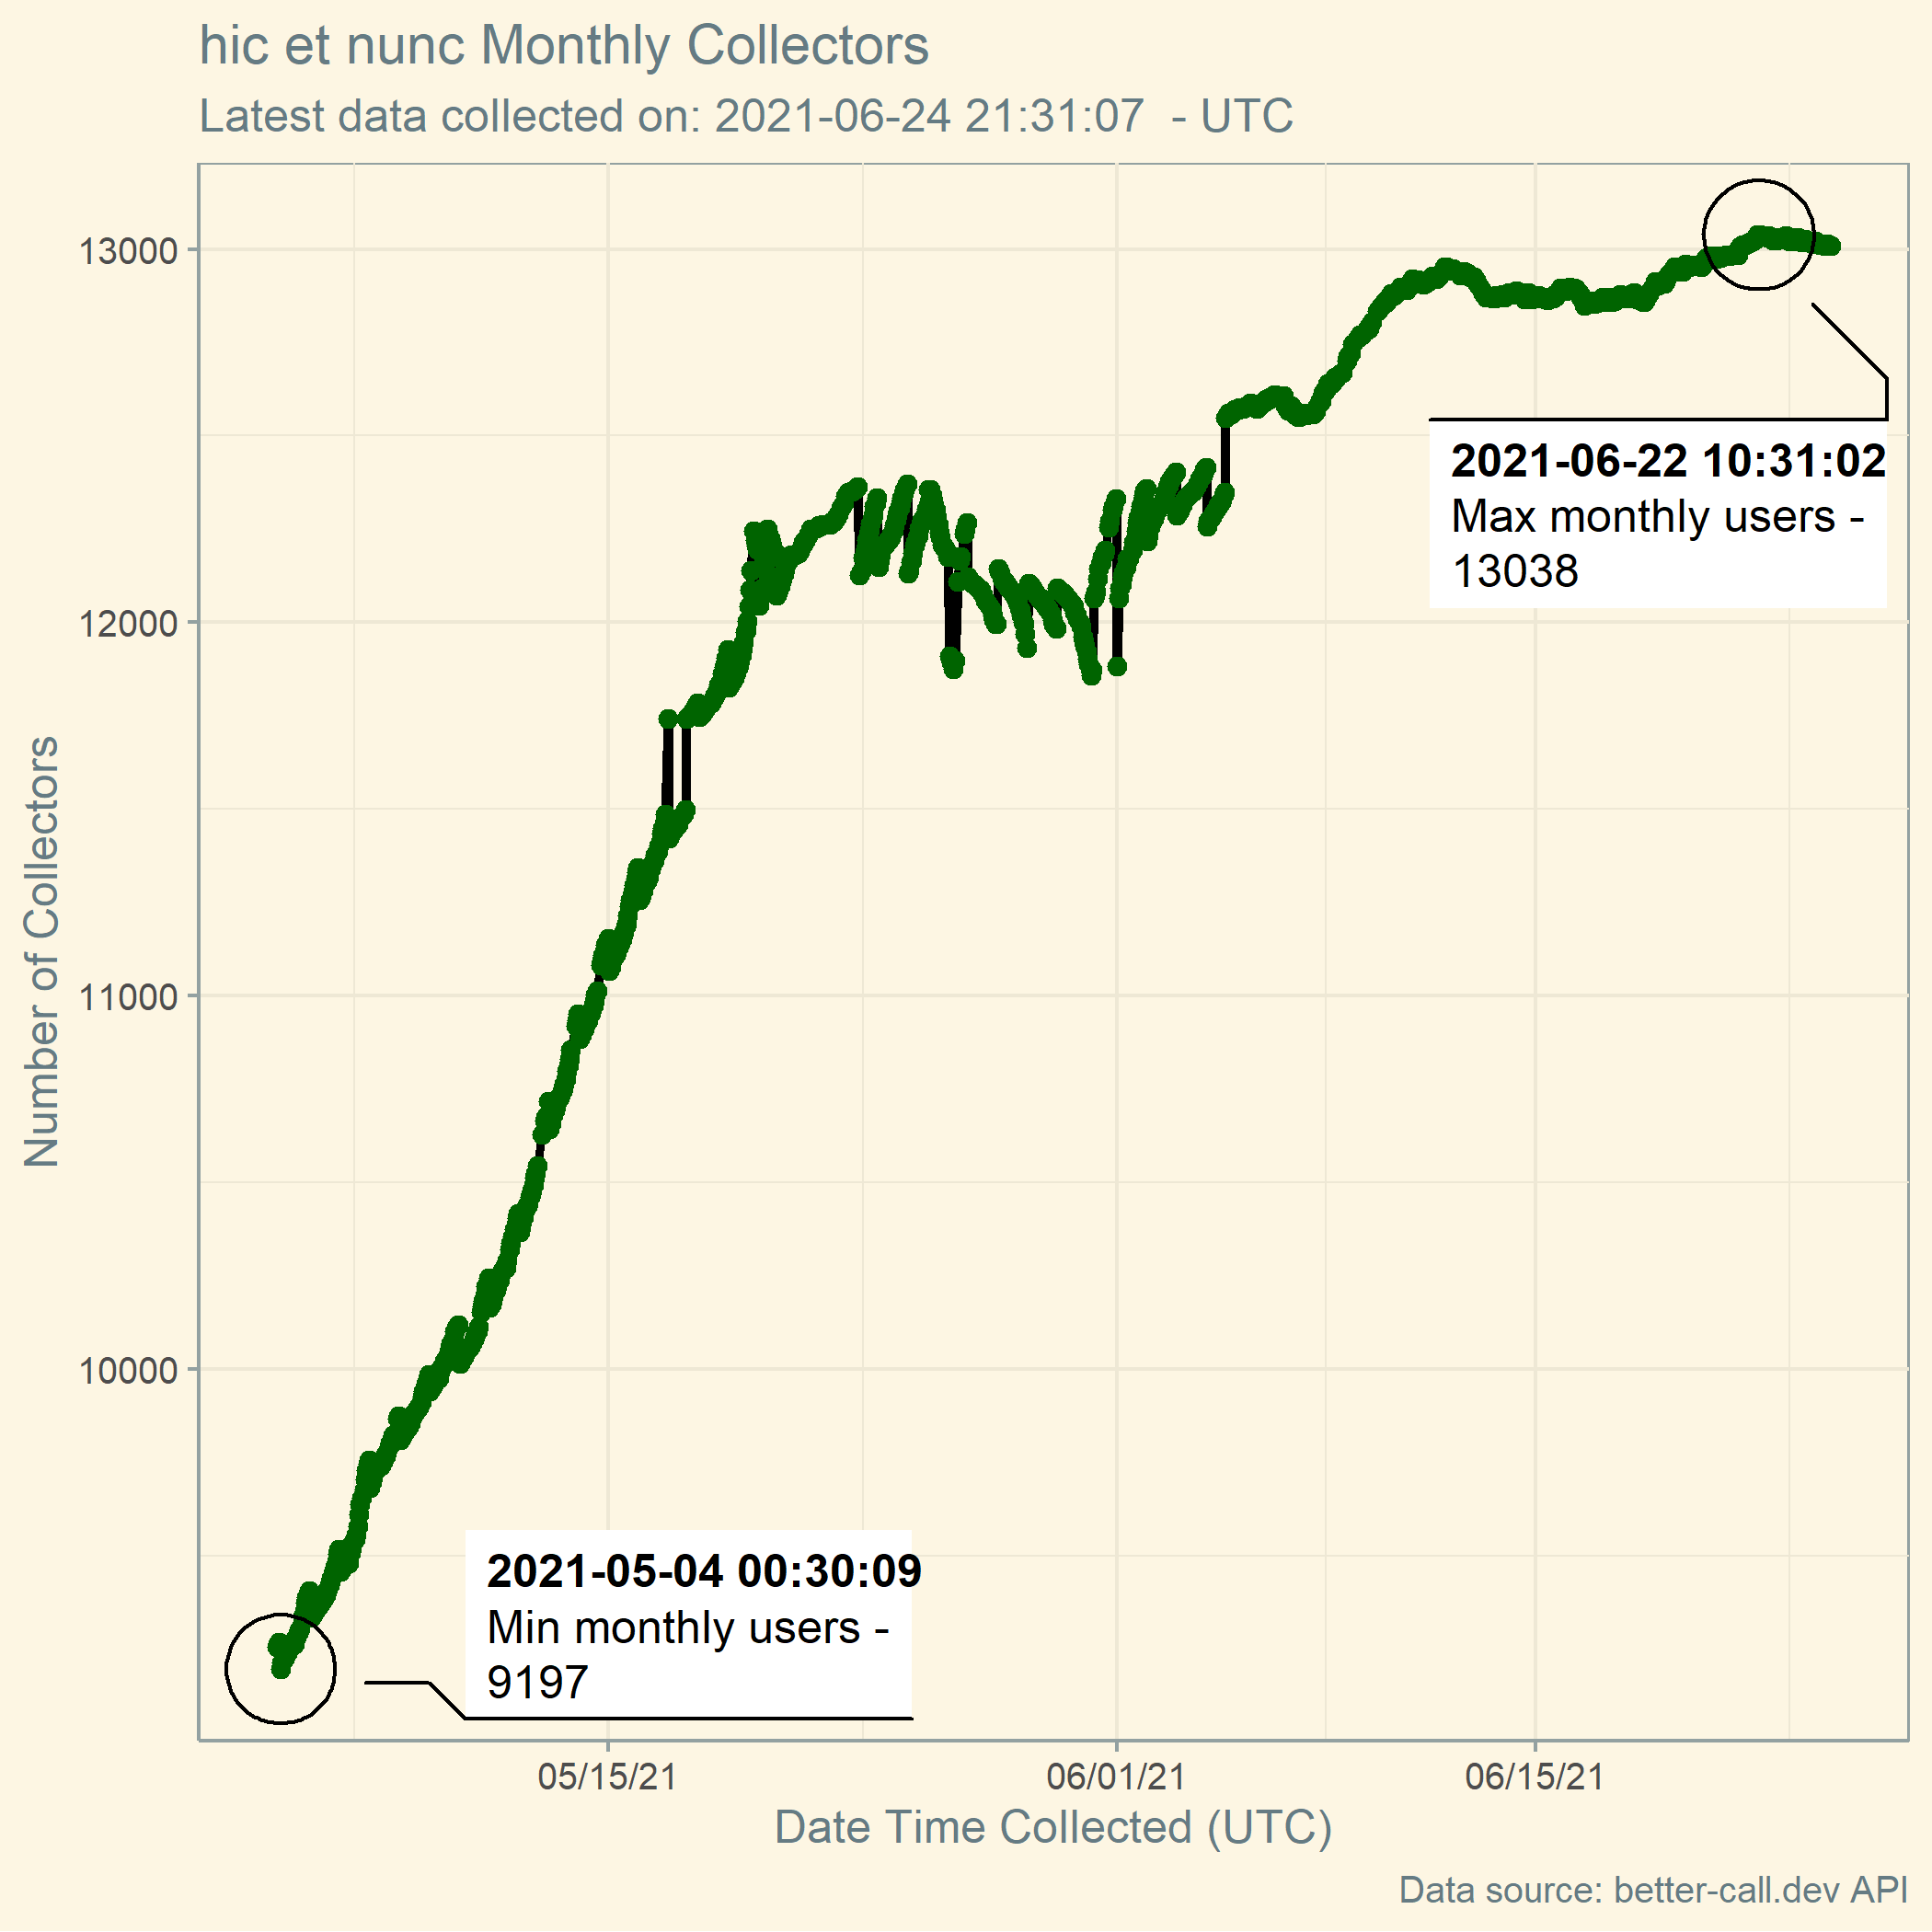 hic et nunc Monthly Collectors
Latest data collected on: 2021-06-24 21:31:07  - UTC
Number of Collectors
13000
12000
11000
10000
2021-06-22 10:31:02
Max monthly users -
13038
2021-05-04 00:30:09
Min monthly users -
9197
05/15/21
06/01/21
06/15/21
Date Time Collected (UTC)
Data source: better-call.dev API